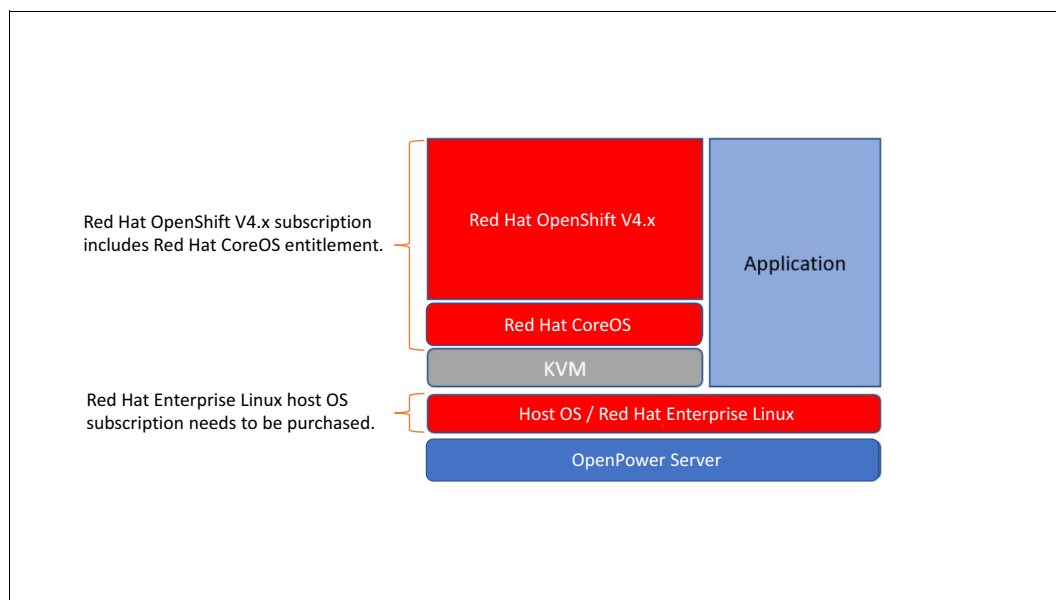 Red Hat OpenShift V4.x subscription
includes Red Hat CoreOS entitlement.
Red Hat OpenShift V4.x
Application
Red Hat CoreOS
KVM
Red Hat Enterprise Linux host OS
subscription needs to be purchased.
Host OS / Red Hat Enterprise Linux
OpenPower Server